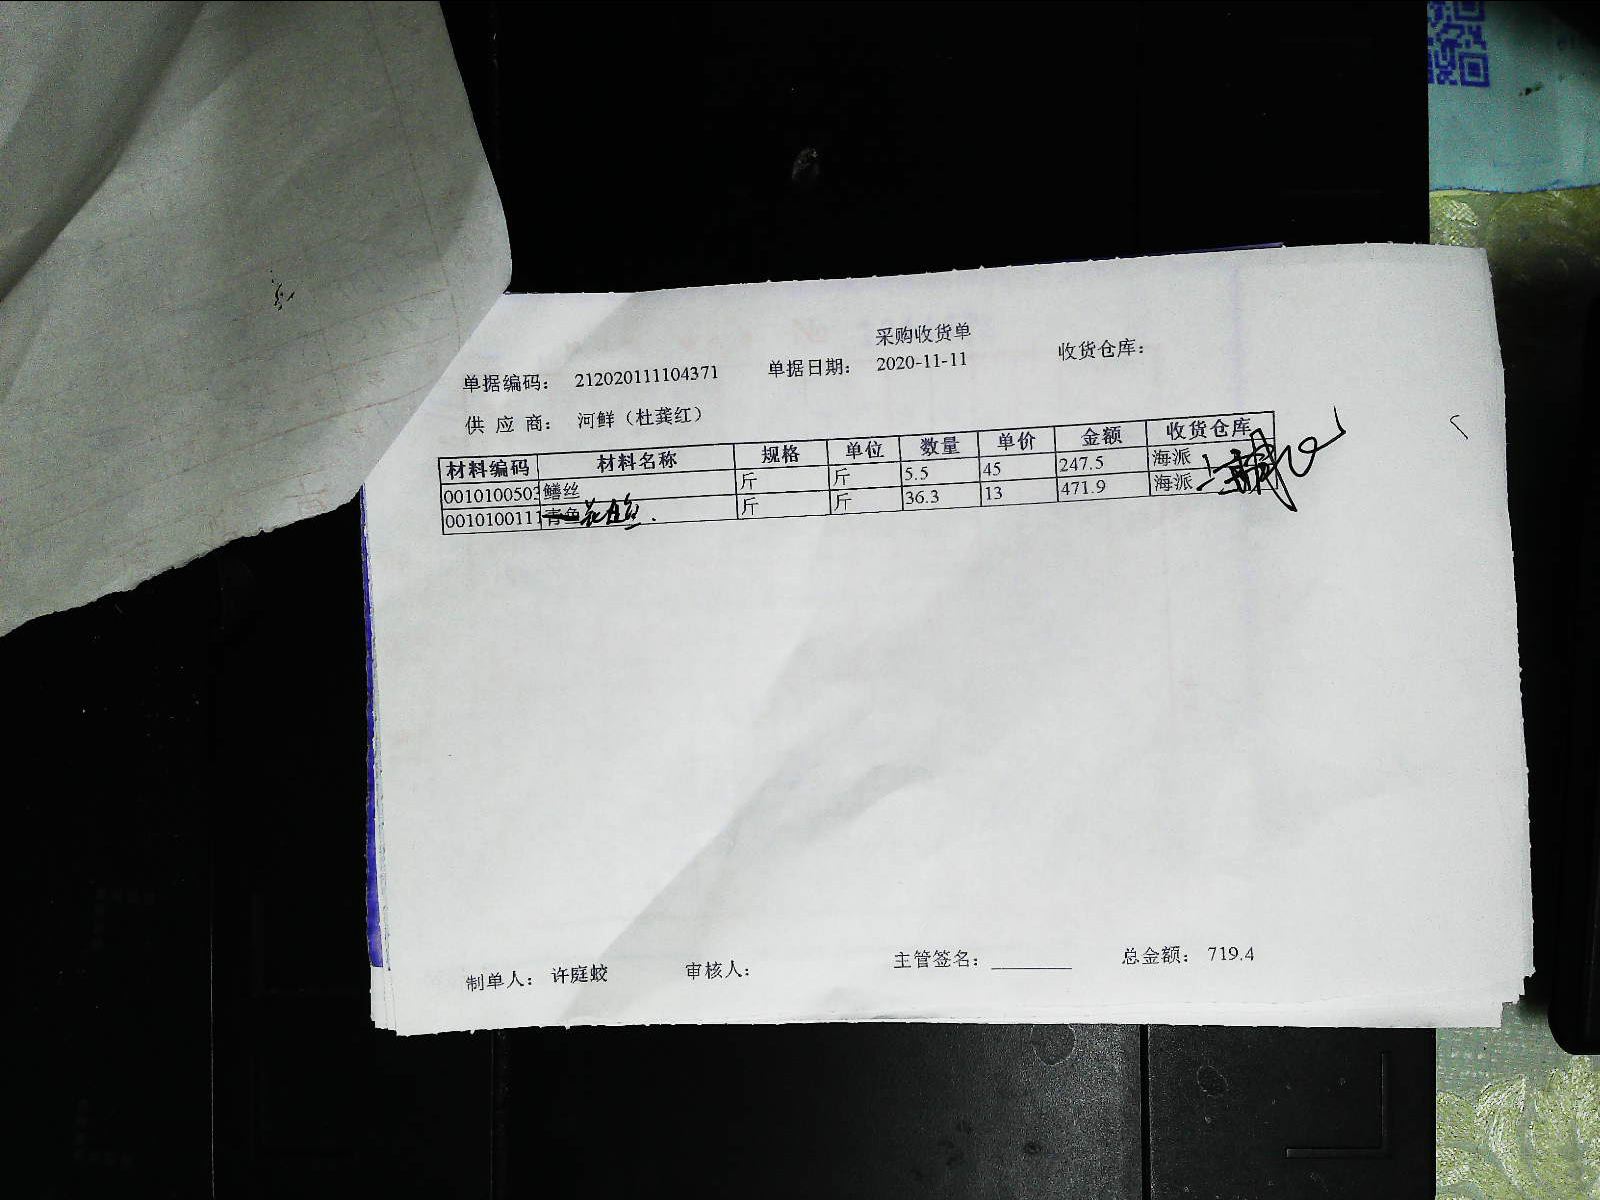 采购收货单
单据编码： 212020111104371 单据日期： 2020-11-11 收货仓库：
供 应 商： 河鲜（杜龚红）
材料编码 材料名称 规格 单位 数量 单价 金额 收货仓库
0010100503 鳝丝 斤 斤 5.5 45 247.5 海派
0010100111 青鱼 花鱼 斤 斤 36.3 13 471.9 海派
制单人： 许庭蛟 审核人： 主管签名： 总金额： 719.4